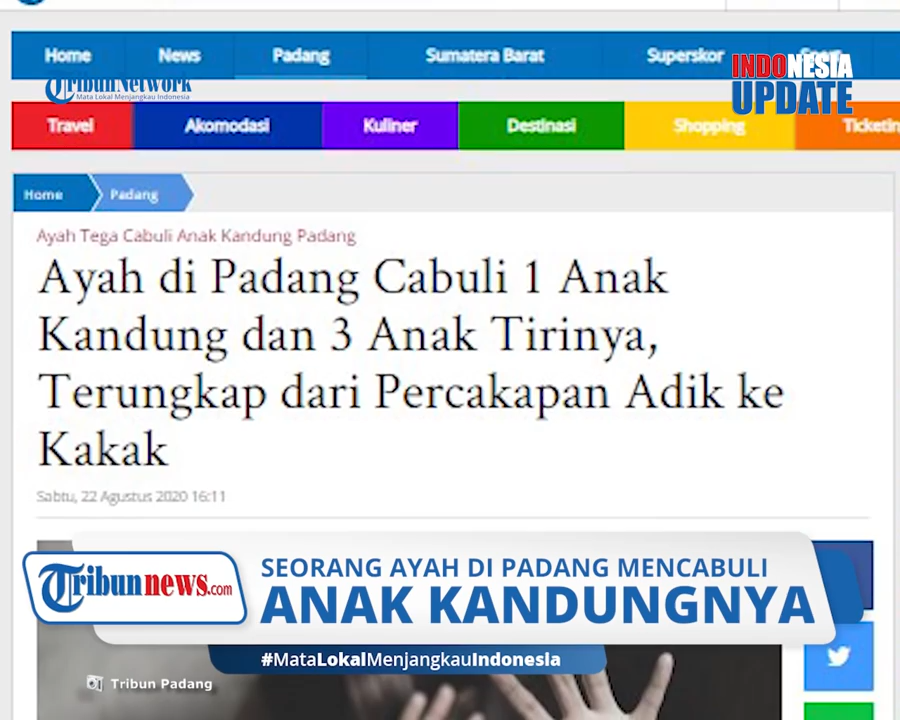 Home News Padang Sumatera Barat Superskor
Tribun Network
Mata Lokal Menjangkau Indonesia
INDONESIA
UPDATE
Travel Akomodasi Kuliner Destinasi Shopping
Home Padang
Ayah Tega Cabuli Anak Kandung Padang
Ayah di Padang Cabuli 1 Anak
Kandung dan 3 Anak Tirinya,
Terungkap dari Percakapan Adik ke
Kakak
Sabtu, 22 Agustus 2020 16:11
Tribunnews.com
SEORANG AYAH DI PADANG MENCABULI
ANAK KANDUNGNYA
#MataLokalMenjangkauIndonesia
Tribun Padang